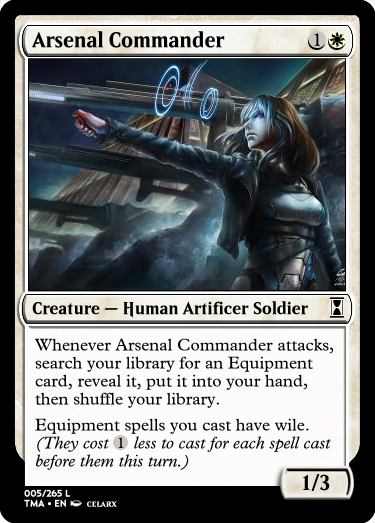 Arsenal Commander 1
Creature — Human Artificer Soldier
Whenever Arsenal Commander attacks,
search your library for an Equipment
card, reveal it, put it into your hand,
then shuffle your library.
Equipment spells you cast have wile.
(They cost 1 less to cast for each spell cast
before them this turn.)
1/3
005/265 L
TMA • EN CELARX